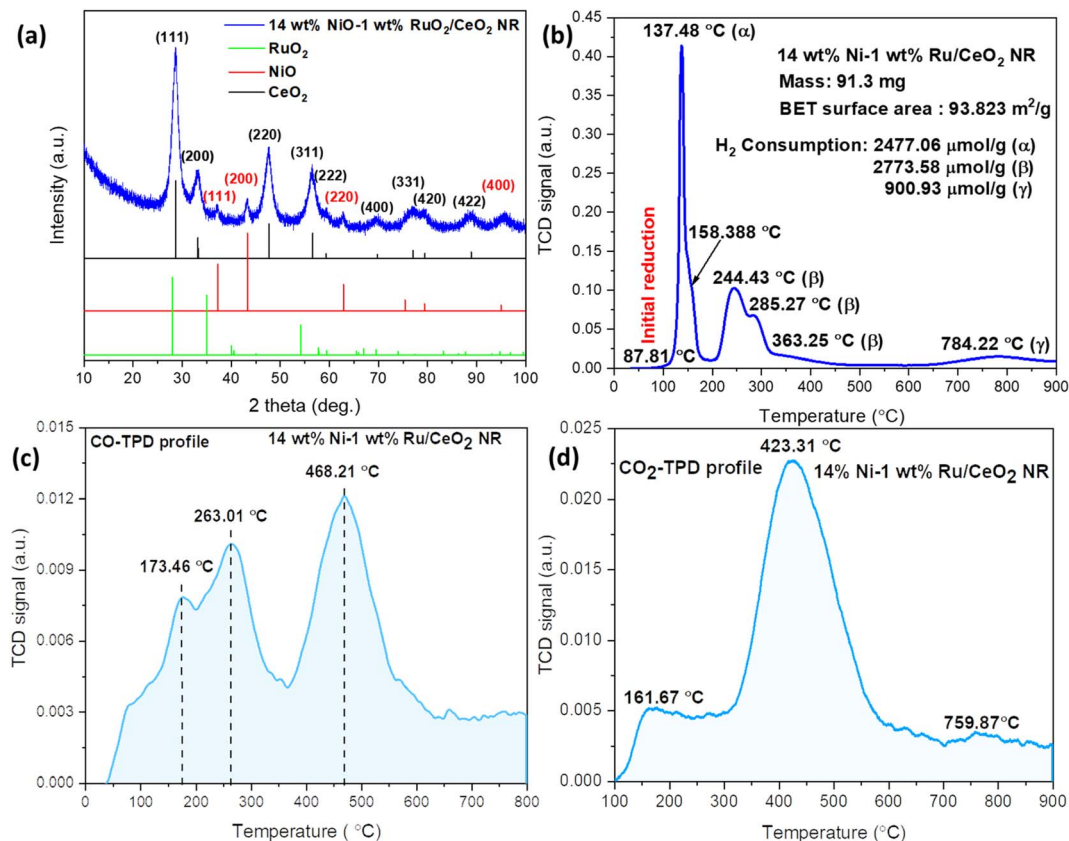 (a)
14 wt% NiO-1 wt% RuO₂/CeO₂ NR
RuO₂
NiO
CeO₂
(111)
(200)
(111)
(200)
(220)
(311)
(222)
(220)
(400)
(331)
(420)
(422)
(400)
Intensity (a.u.)
10 20 30 40 50 60 70 80 90 100
2 theta (deg.)
(b)
137.48 °C (α)
14 wt% Ni-1 wt% Ru/CeO₂ NR
Mass: 91.3 mg
BET surface area : 93.823 m²/g
H₂ Consumption: 2477.06 μmol/g (α)
2773.58 μmol/g (β)
900.93 μmol/g (γ)
Initial reduction
158.388 °C
244.43 °C (β)
285.27 °C (β)
363.25 °C (β)
87.81 °C
784.22 °C (γ)
TCD signal (a.u.)
0.45
0.40
0.35
0.30
0.25
0.20
0.15
0.10
0.05
0.00
0 100 200 300 400 500 600 700 800 900
Temperature (°C)
(c)
CO-TPD profile
14 wt% Ni-1 wt% Ru/CeO₂ NR
468.21 °C
263.01 °C
173.46 °C
TCD signal (a.u.)
0.015
0.012
0.009
0.006
0.003
0.000
0 100 200 300 400 500 600 700 800
Temperature ( °C)
(d)
423.31 °C
CO₂-TPD profile
14% Ni-1 wt% Ru/CeO₂ NR
161.67 °C
759.87°C
TCD signal (a.u.)
0.025
0.020
0.015
0.010
0.005
0.000
100 200 300 400 500 600 700 800 900
Temperature (°C)